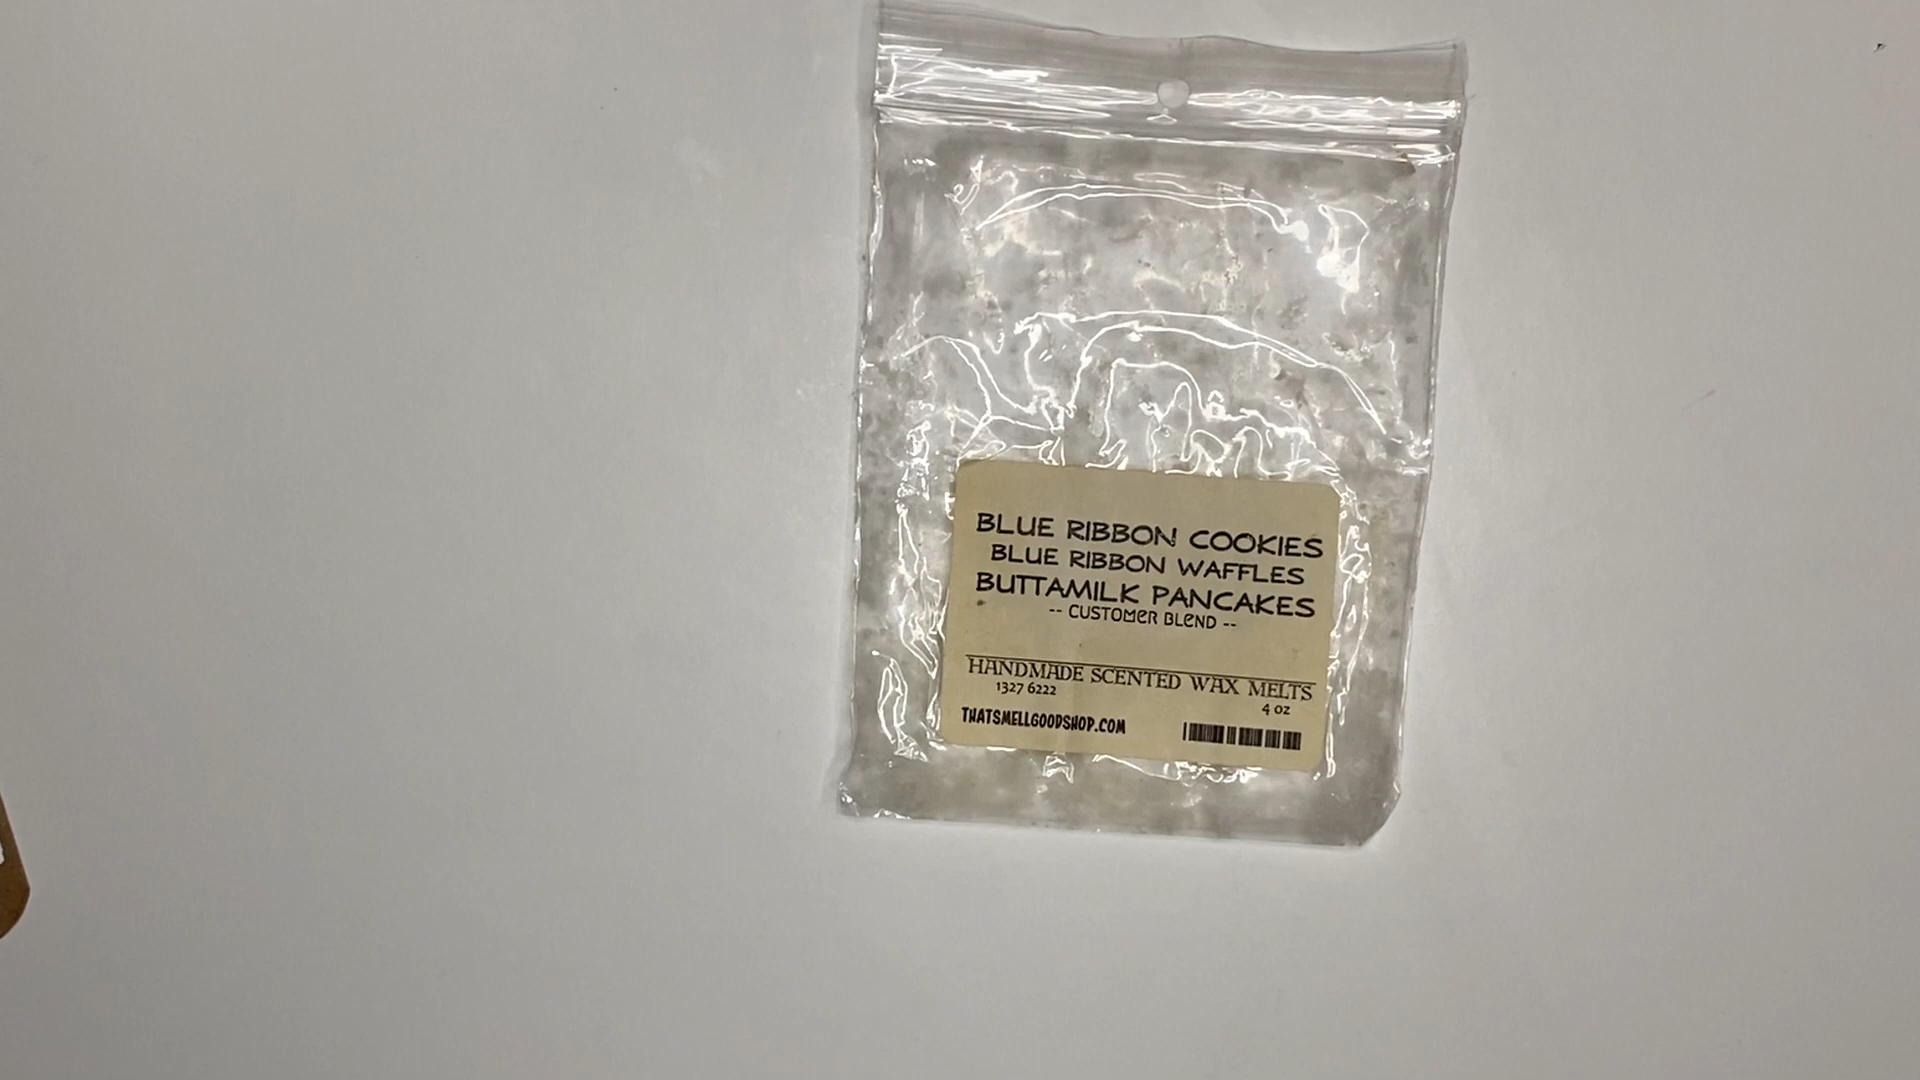 BLUE RIBBON COOKIES
BLUE RIBBON WAFFLES
BUTTAMILK PANCAKES
-- CUSTOMER BLEND --
HANDMADE SCENTED WAX MELTS
1327 6222
4 oz
THATSMELLGOODSHOP.COM